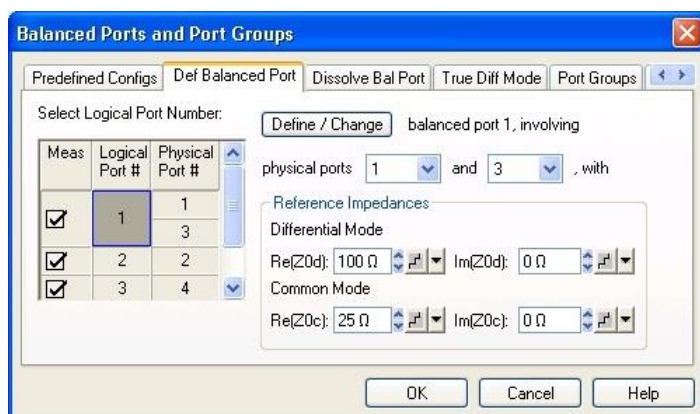 Balanced Ports and Port Groups
Predefined Configs Def Balanced Port Dissolve Bal Port True Diff Mode Port Groups
Select Logical Port Number:
Define / Change balanced port 1, involving
Meas Logical Port # Physical Port #
physical ports 1 and 3 , with
1 1
3
2 2
3 4
Reference Impedances
Differential Mode
Re(Z0d): 100 Ω Im(Z0d): 0 Ω
Common Mode
Re(Z0c): 25 Ω Im(Z0c): 0 Ω
OK Cancel Help